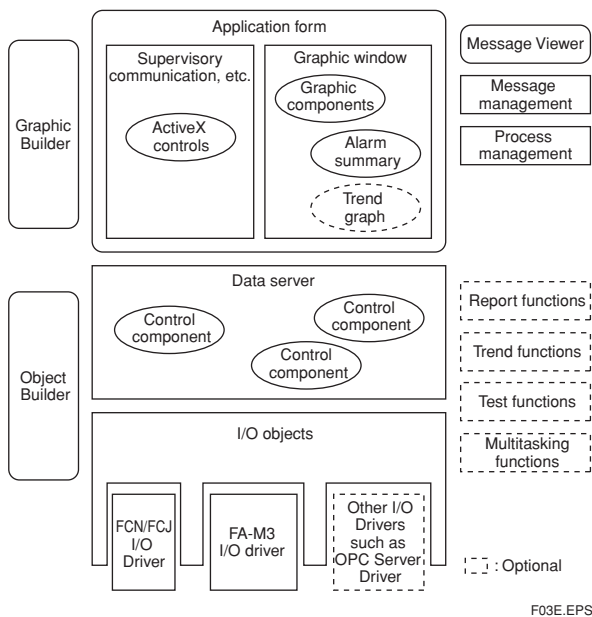 Application form
Supervisory
communication, etc.
ActiveX
controls
Graphic window
Graphic
components
Alarm
summary
Trend
graph
Graphic
Builder
Message Viewer
Message
management
Process
management
Data server
Control
component
Control
component
Control
component
Object
Builder
Report functions
Trend functions
Test functions
Multitasking
functions
I/O objects
FCN/FCJ
I/O
Driver
FA-M3
I/O driver
Other I/O
Drivers
such as
OPC Server
Driver
: Optional
F03E.EPS